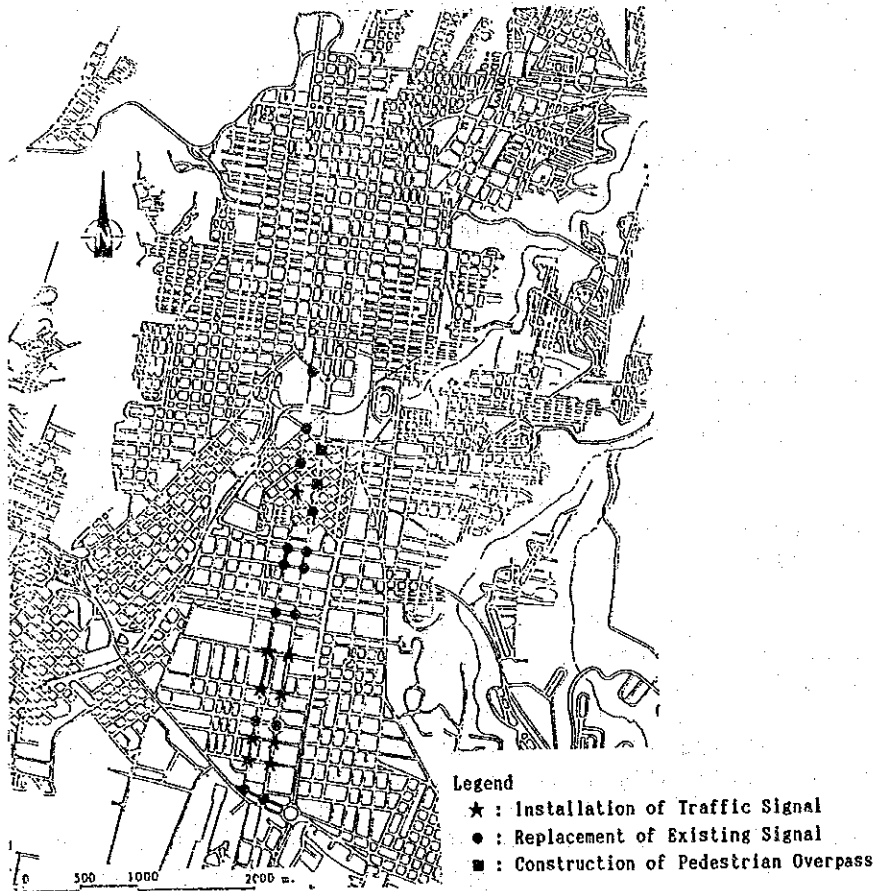 N
Legend
★ : Installation of Traffic Signal
● : Replacement of Existing Signal
■ : Construction of Pedestrian Overpass
0 500 1000 2000 m.